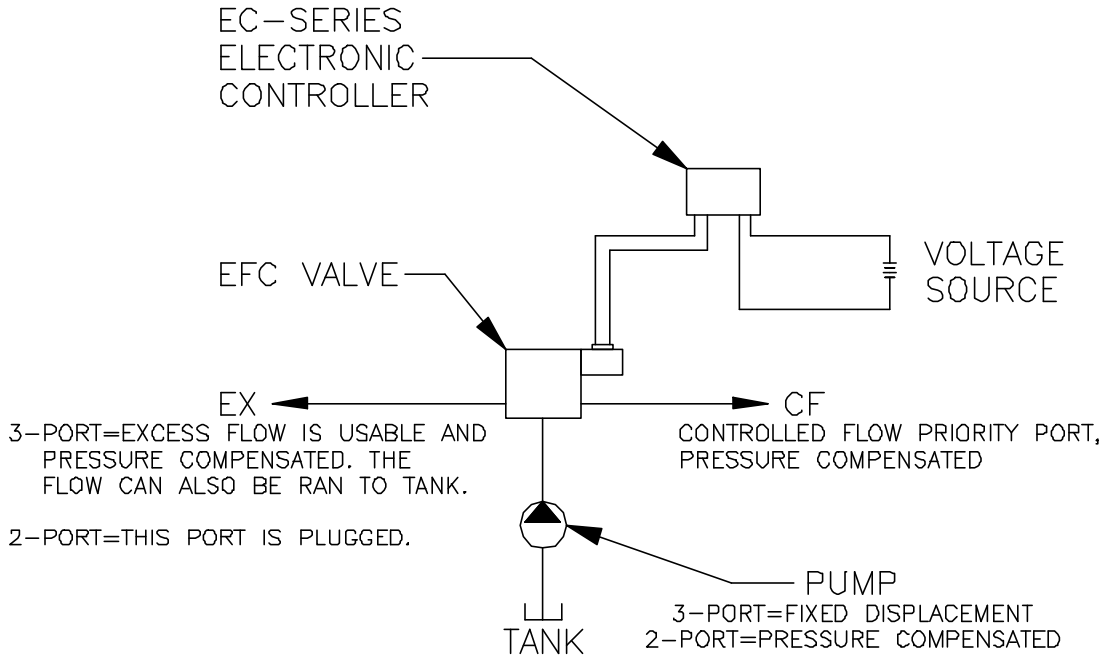 EC-SERIES
ELECTRONIC
CONTROLLER
VOLTAGE
SOURCE
EFC VALVE
EX
3-PORT=EXCESS FLOW IS USABLE AND
PRESSURE COMPENSATED. THE
FLOW CAN ALSO BE RAN TO TANK.
2-PORT=THIS PORT IS PLUGGED.
CF
CONTROLLED FLOW PRIORITY PORT,
PRESSURE COMPENSATED
PUMP
3-PORT=FIXED DISPLACEMENT
2-PORT=PRESSURE COMPENSATED
TANK